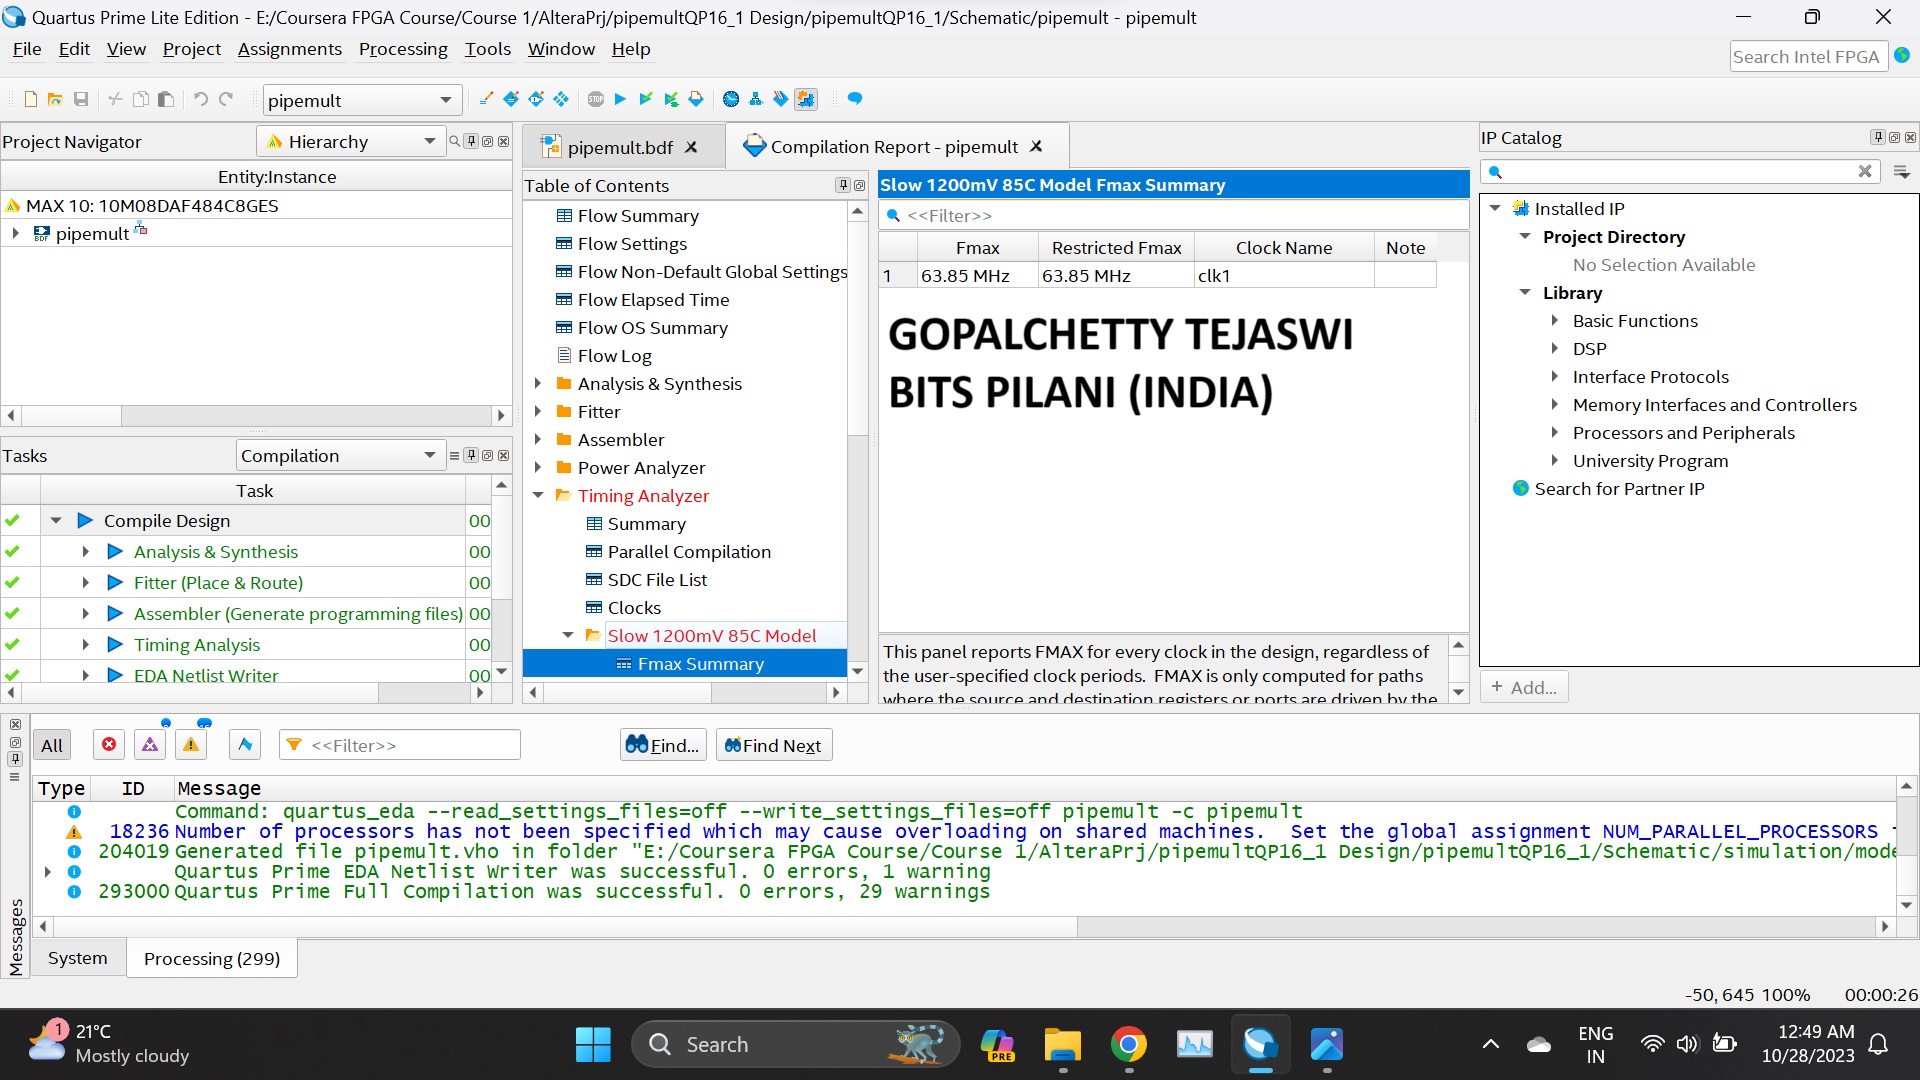 Quartus Prime Lite Edition - E:/Coursera FPGA Course/Course 1/AlteraPrj/pipemultQP16_1 Design/pipemultQP16_1/Schematic/pipemult - pipemult
File Edit View Project Assignments Processing Tools Window Help
Search Intel FPGA
pipemult
Project Navigator
Hierarchy
Entity:Instance
MAX 10: 10M08DAF484C8GES
pipemult
Tasks
Compilation
Task
Compile Design 00
Analysis & Synthesis 00
Fitter (Place & Route) 00
Assembler (Generate programming files) 00
Timing Analysis 00
EDA Netlist Writer 00
pipemult.bdf
Compilation Report - pipemult
Table of Contents
Flow Summary
Flow Settings
Flow Non-Default Global Settings
Flow Elapsed Time
Flow OS Summary
Flow Log
Analysis & Synthesis
Fitter
Assembler
Power Analyzer
Timing Analyzer
Summary
Parallel Compilation
SDC File List
Clocks
Slow 1200mV 85C Model
Fmax Summary
Slow 1200mV 85C Model Fmax Summary
<<Filter>>
Fmax Restricted Fmax Clock Name Note
1 63.85 MHz 63.85 MHz clk1
GOPALCHETTY TEJASWI
BITS PILANI (INDIA)
This panel reports FMAX for every clock in the design, regardless of
the user-specified clock periods. FMAX is only computed for paths
where the source and destination registers or ports are driven by the
IP Catalog
Installed IP
Project Directory
No Selection Available
Library
Basic Functions
DSP
Interface Protocols
Memory Interfaces and Controllers
Processors and Peripherals
University Program
Search for Partner IP
+ Add...
Messages
All
<<Filter>>
Find...
Find Next
Type ID Message
Command: quartus_eda --read_settings_files=off --write_settings_files=off pipemult -c pipemult
18236 Number of processors has not been specified which may cause overloading on shared machines. Set the global assignment NUM_PARALLEL_PROCESSORS
204019 Generated file pipemult.vho in folder "E:/Coursera FPGA Course/Course 1/AlteraPrj/pipemultQP16_1 Design/pipemultQP16_1/Schematic/simulation/mode
Quartus Prime EDA Netlist Writer was successful. 0 errors, 1 warning
293000 Quartus Prime Full Compilation was successful. 0 errors, 29 warnings
System
Processing (299)
-50, 645 100% 00:00:26
1
21°C
Mostly cloudy
Search
PRE
ENG
IN
12:49 AM
10/28/2023